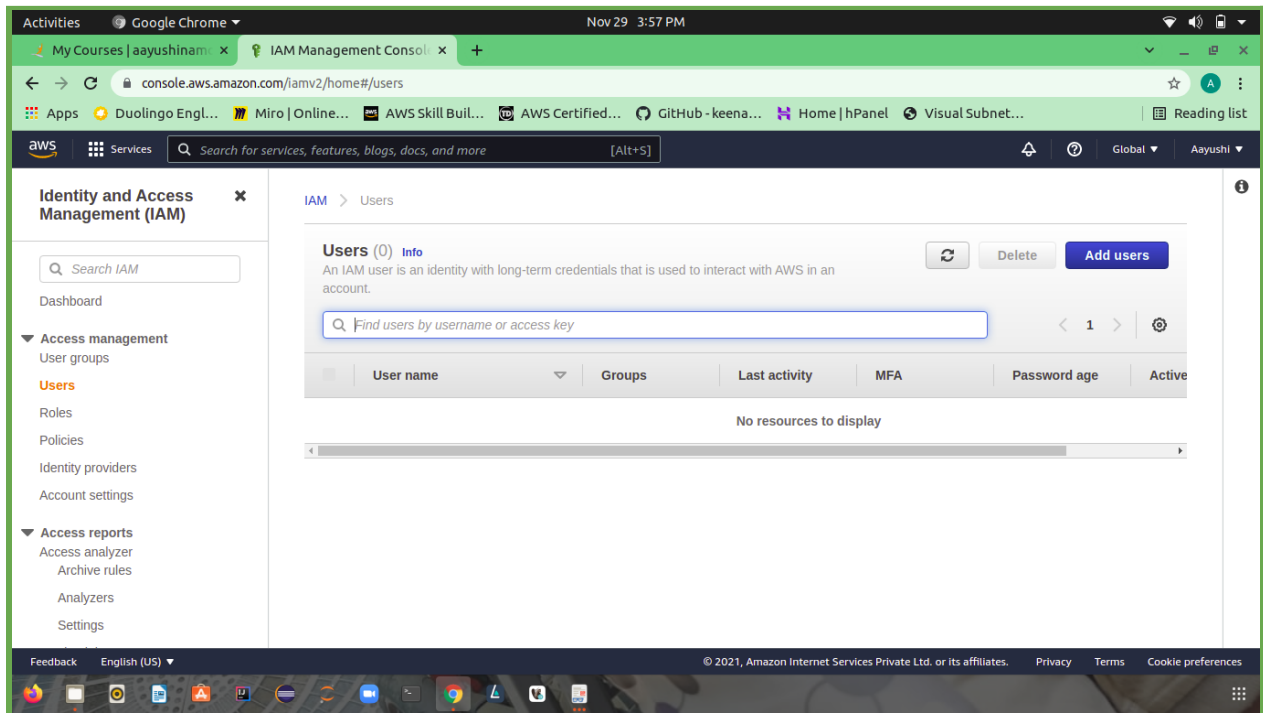 Activities Google Chrome Nov 29 3:57 PM
My Courses | aayushinamd IAM Management Consol
console.aws.amazon.com/iamv2/home#/users A
Apps Duolingo Engl... Miro | Online... AWS Skill Buil... AWS Certified... GitHub - keena... Home | hPanel Visual Subnet... Reading list
aws Services Search for services, features, blogs, docs, and more [Alt+S] Global Aayushi
Identity and Access
Management (IAM)
Search IAM
Dashboard
Access management
User groups
Users
Roles
Policies
Identity providers
Account settings
Access reports
Access analyzer
Archive rules
Analyzers
Settings
IAM > Users
Users (0) Info
An IAM user is an identity with long-term credentials that is used to interact with AWS in an
account.
Delete Add users
Find users by username or access key
1
User name Groups Last activity MFA Password age Active
No resources to display
Feedback English (US) © 2021, Amazon Internet Services Private Ltd. or its affiliates. Privacy Terms Cookie preferences